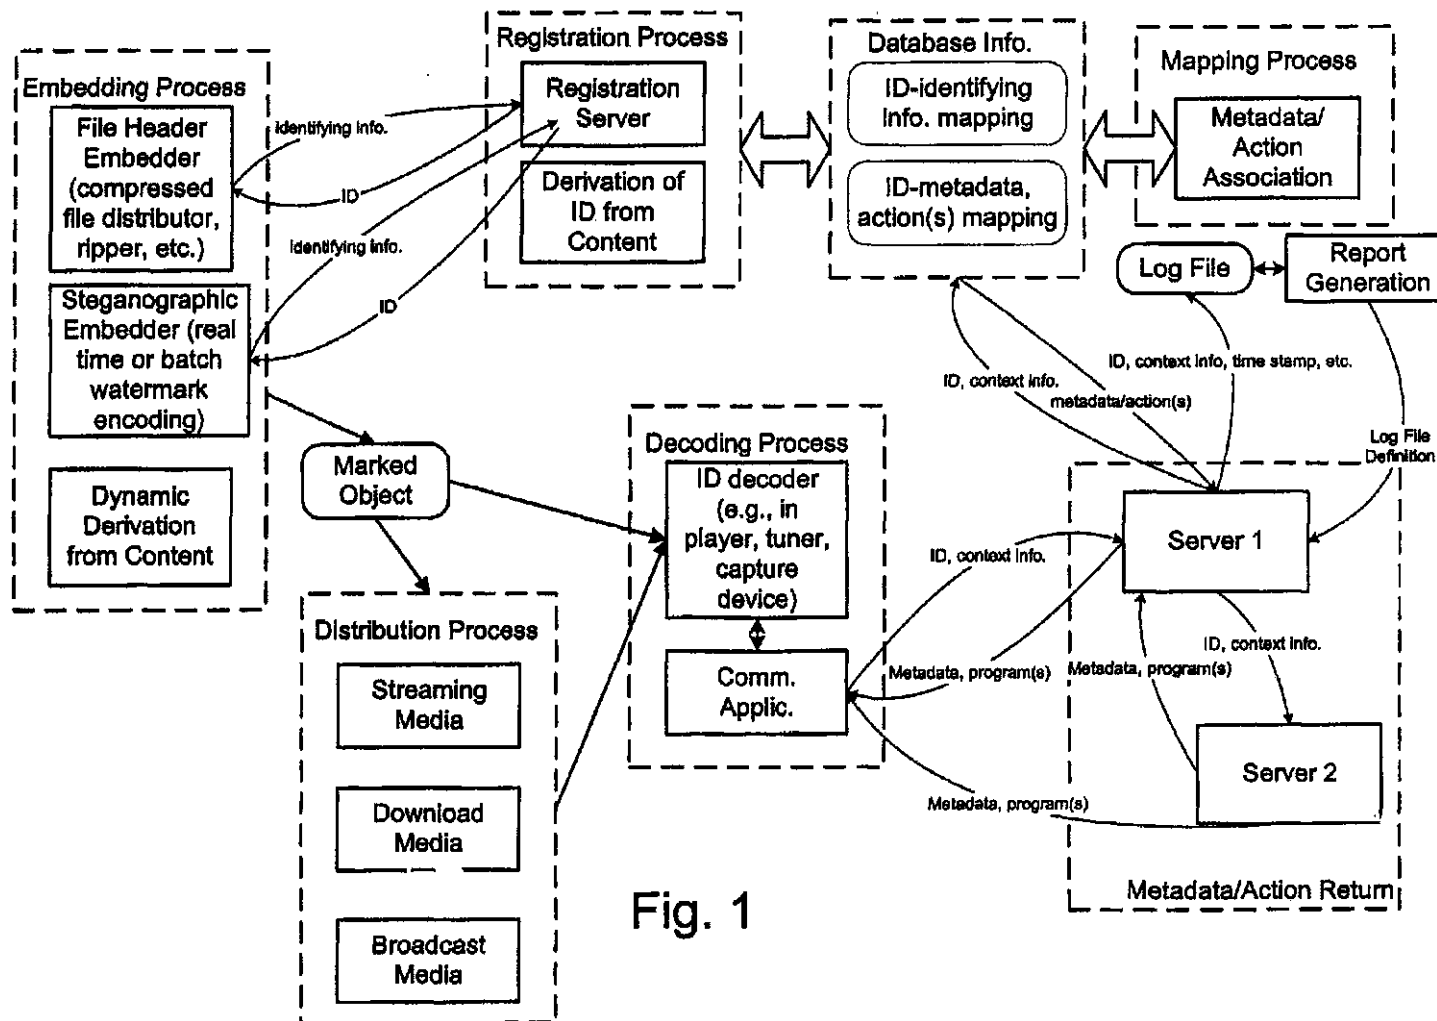 Embedding Process
File Header
Embedder
(compressed
file distributor,
ripper, etc.)
Steganographic
Embedder (real
time or batch
watermark
encoding)
Dynamic
Derivation
from Content
Identifying Info.
ID
Identifying Info.
ID
Registration Process
Registration
Server
Derivation of
ID from
Content
Database Info.
ID-identifying
Info. mapping
ID-metadata,
action(s) mapping
Mapping Process
Metadata/
Action
Association
Log File
Report
Generation
ID, context info.
metadata/action(s)
ID, context info, time stamp, etc.
Log File
Definition
Marked
Object
Distribution Process
Streaming
Media
Download
Media
Broadcast
Media
Decoding Process
ID decoder
(e.g., in
player, tuner,
capture
device)
Comm.
Applic.
ID, context info.
Metadata, program(s)
Metadata, program(s)
Server 1
ID, context info.
Metadata, program(s)
Server 2
Metadata/Action Return
Fig. 1